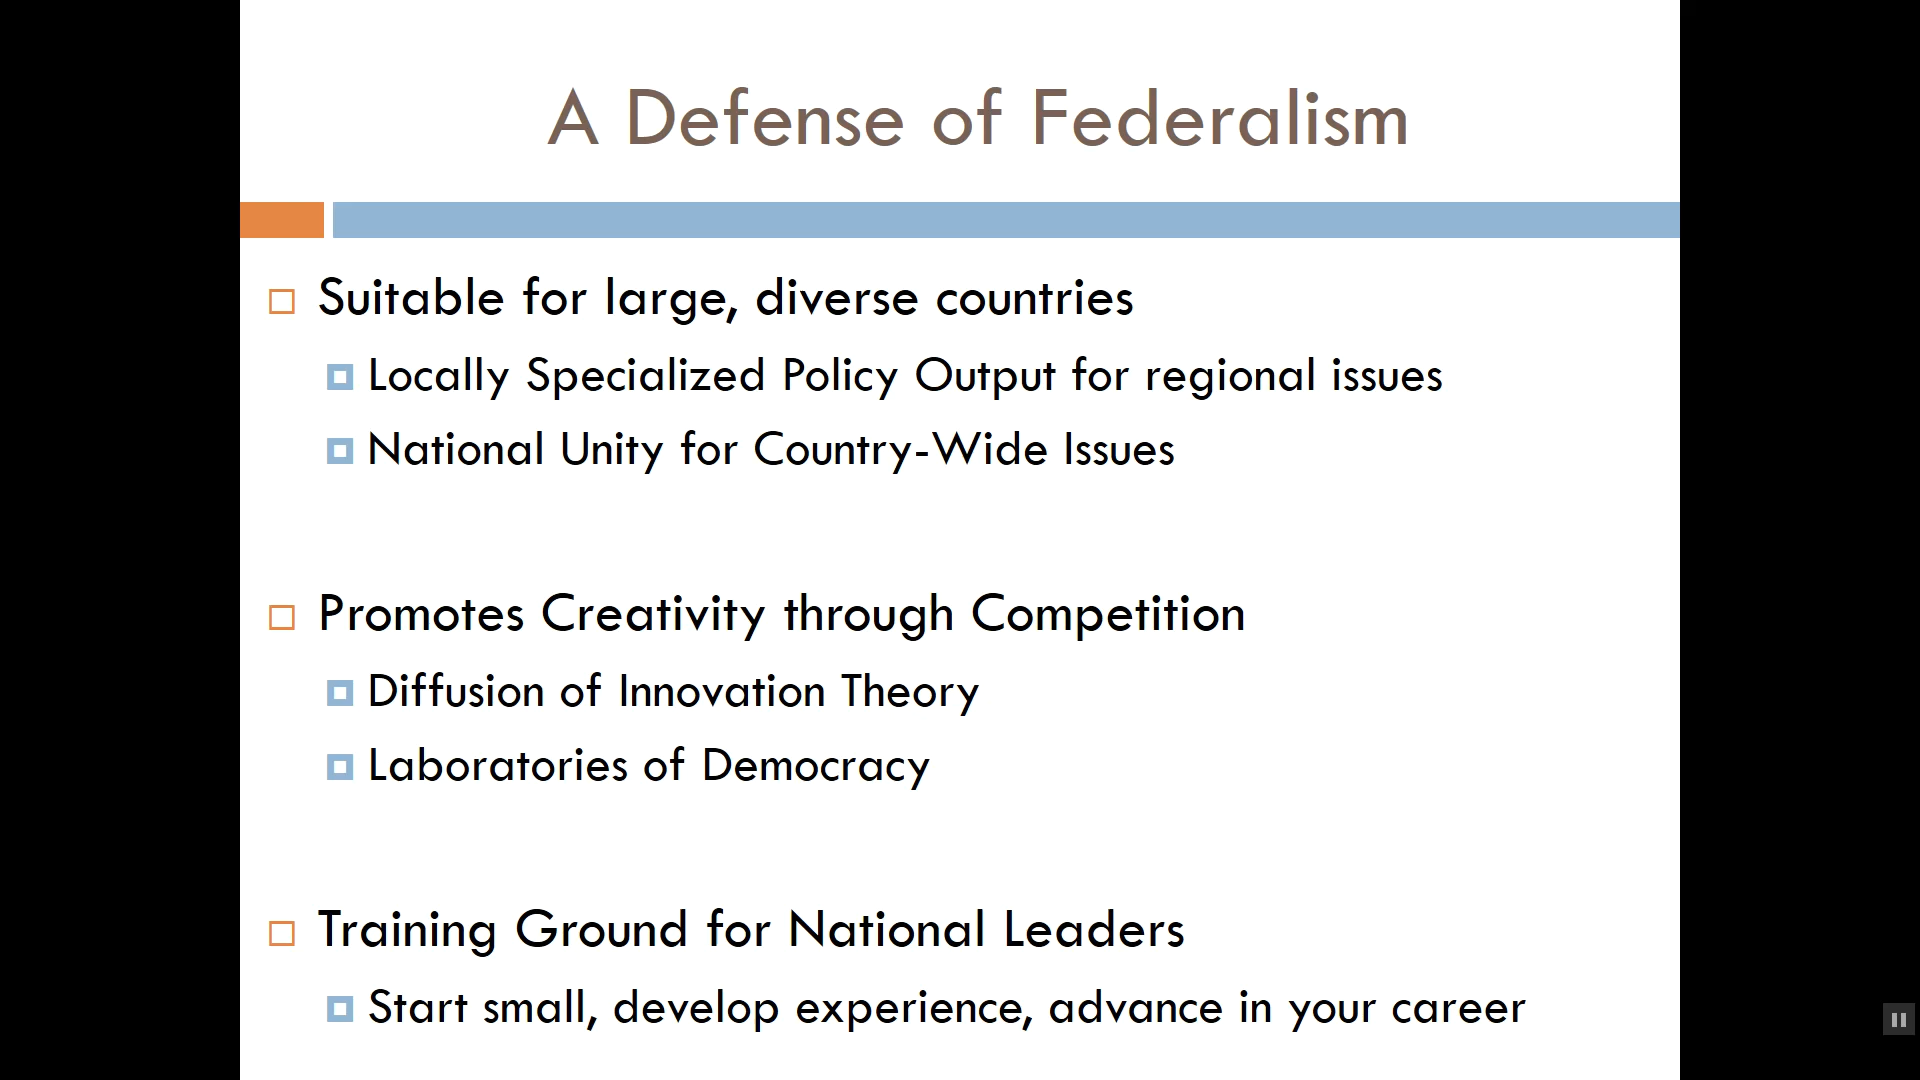 A Defense of Federalism
Suitable for large, diverse countries
Locally Specialized Policy Output for regional issues
National Unity for Country-Wide Issues
Promotes Creativity through Competition
Diffusion of Innovation Theory
Laboratories of Democracy
Training Ground for National Leaders
Start small, develop experience, advance in your career